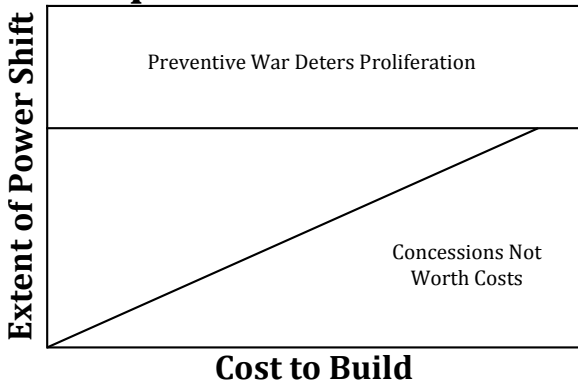 Preventive War Deters Proliferation
Extent of Power Shift
Concessions Not
Worth Costs
Cost to Build